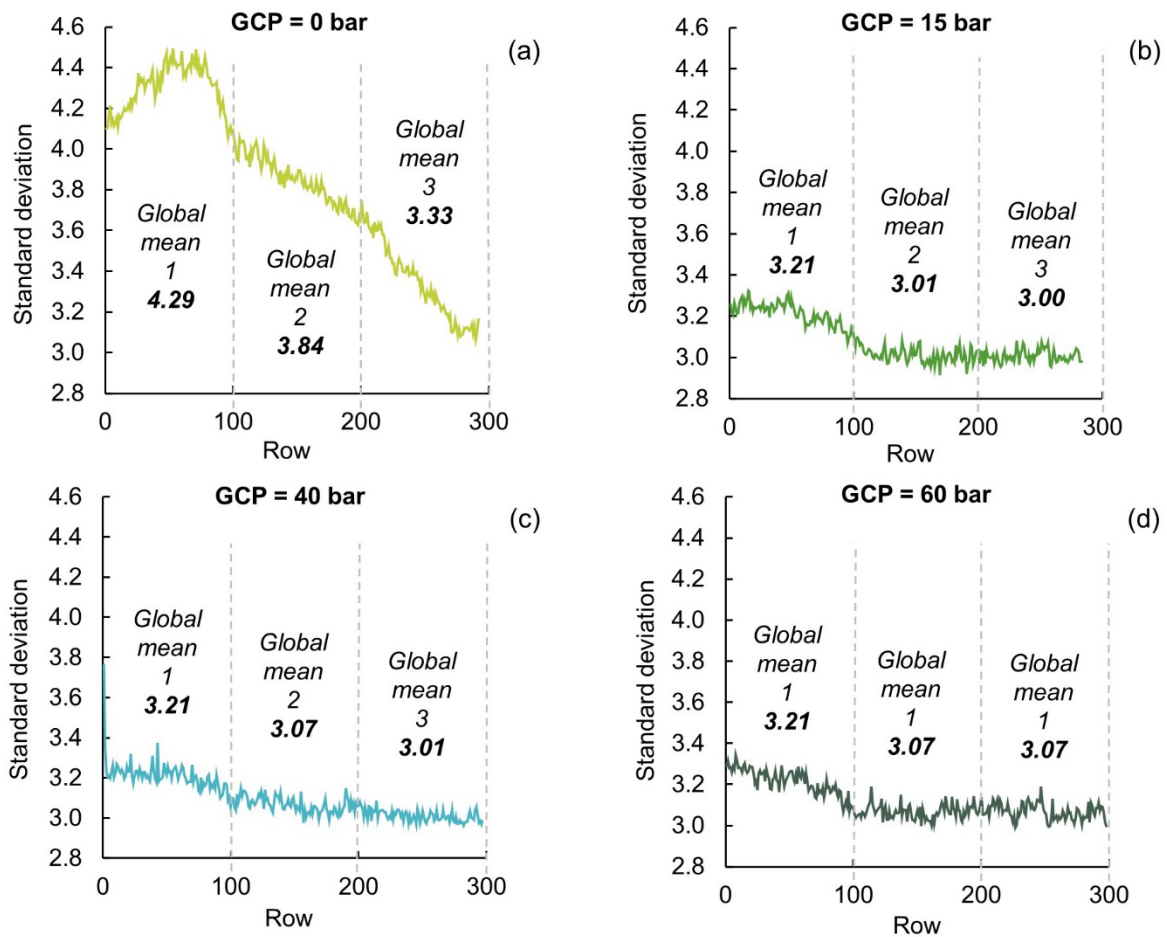 GCP = 0 bar
(a)
4.6
4.4
4.2
4.0
3.8
3.6
3.4
3.2
3.0
2.8
Standard deviation
Global
mean
1
4.29
Global
mean
2
3.84
Global
mean
3
3.33
0
100
200
300
Row
GCP = 15 bar
(b)
4.6
4.4
4.2
4.0
3.8
3.6
3.4
3.2
3.0
2.8
Standard deviation
Global
mean
1
3.21
Global
mean
2
3.01
Global
mean
3
3.00
0
100
200
300
Row
GCP = 40 bar
(c)
4.6
4.4
4.2
4.0
3.8
3.6
3.4
3.2
3.0
2.8
Standard deviation
Global
mean
1
3.21
Global
mean
2
3.07
Global
mean
3
3.01
0
100
200
300
Row
GCP = 60 bar
(d)
4.6
4.4
4.2
4.0
3.8
3.6
3.4
3.2
3.0
2.8
Standard deviation
Global
mean
1
3.21
Global
mean
1
3.07
Global
mean
1
3.07
0
100
200
300
Row